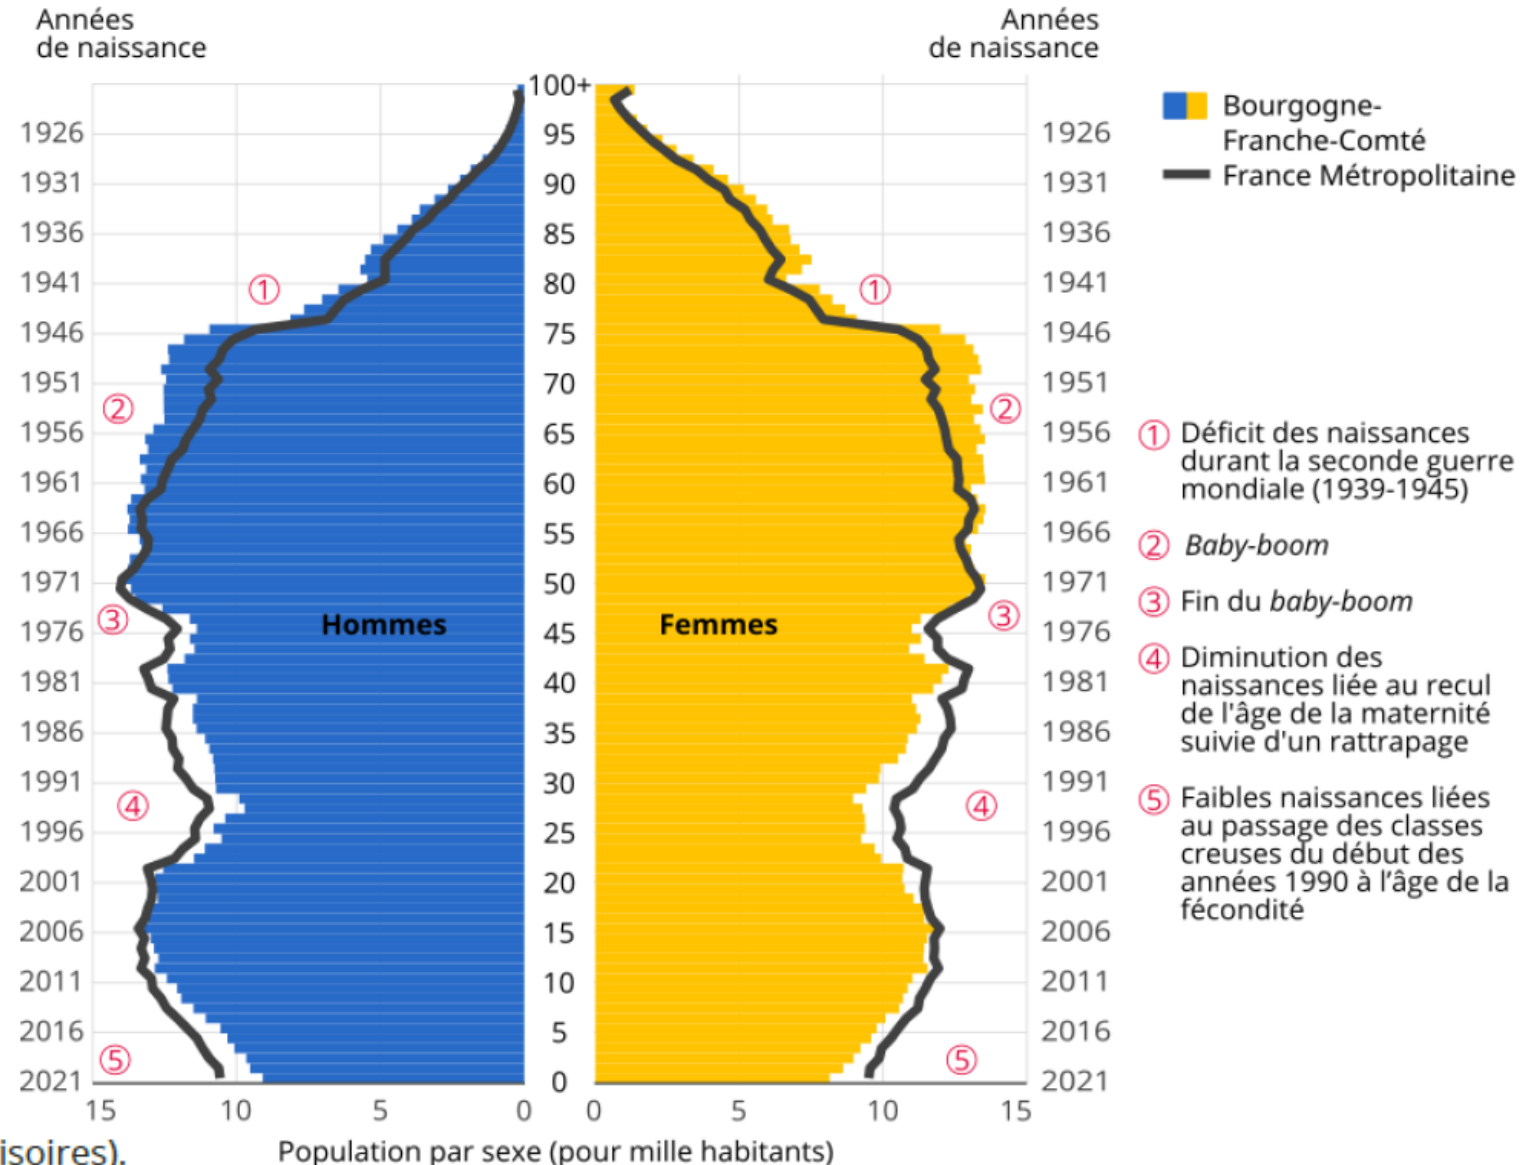 Années
de naissance
Années
de naissance
100+
1926 95 1926
1931 90 1931
1936 85 1936
1941 80 1941
1946 75 1946
1951 70 1951
1956 65 1956
1961 60 1961
1966 55 1966
1971 50 1971
1976 45 1976
1981 40 1981
1986 35 1986
1991 30 1991
1996 25 1996
2001 20 2001
2006 15 2006
2011 10 2011
2016 5 2016
2021 0 2021
15 10 5 0 0 5 10 15
① ①
② ②
③ ③
Hommes Femmes
④ ④
⑤ ⑤
isoires).
Population par sexe (pour mille habitants)
Bourgogne-
Franche-Comté
France Métropolitaine
① Déficit des naissances
durant la seconde guerre
mondiale (1939-1945)
② Baby-boom
③ Fin du baby-boom
④ Diminution des
naissances liée au recul
de l'âge de la maternité
suivie d'un rattrapage
⑤ Faibles naissances liées
au passage des classes
creuses du début des
années 1990 à l’âge de la
fécondité